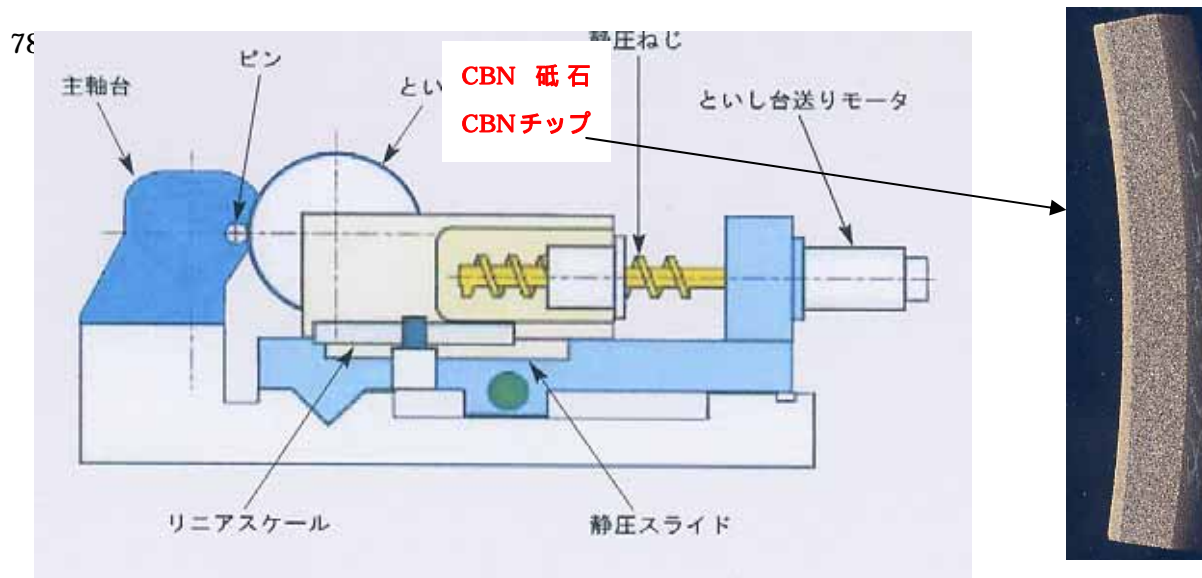 78
ピン
静圧ねじ
主軸台
とい
CBN 砥石
CBNチップ
といし台送りモータ
リニアスケール
静圧スライド